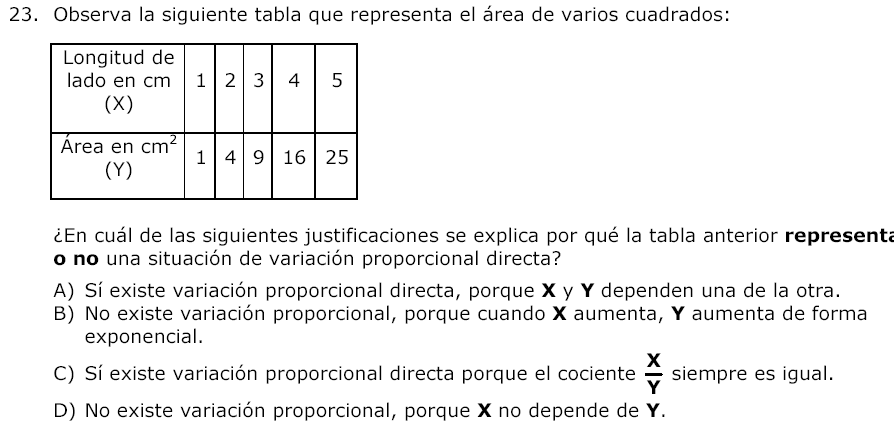 23. Observa la siguiente tabla que representa el área de varios cuadrados:
Longitud de
lado en cm
(X)
1 2 3 4 5
Área en cm²
(Y)
1 4 9 16 25
¿En cuál de las siguientes justificaciones se explica por qué la tabla anterior representa
o no una situación de variación proporcional directa?
A) Sí existe variación proporcional directa, porque X y Y dependen una de la otra.
B) No existe variación proporcional, porque cuando X aumenta, Y aumenta de forma
exponencial.
C) Sí existe variación proporcional directa porque el cociente X/Y siempre es igual.
D) No existe variación proporcional, porque X no depende de Y.